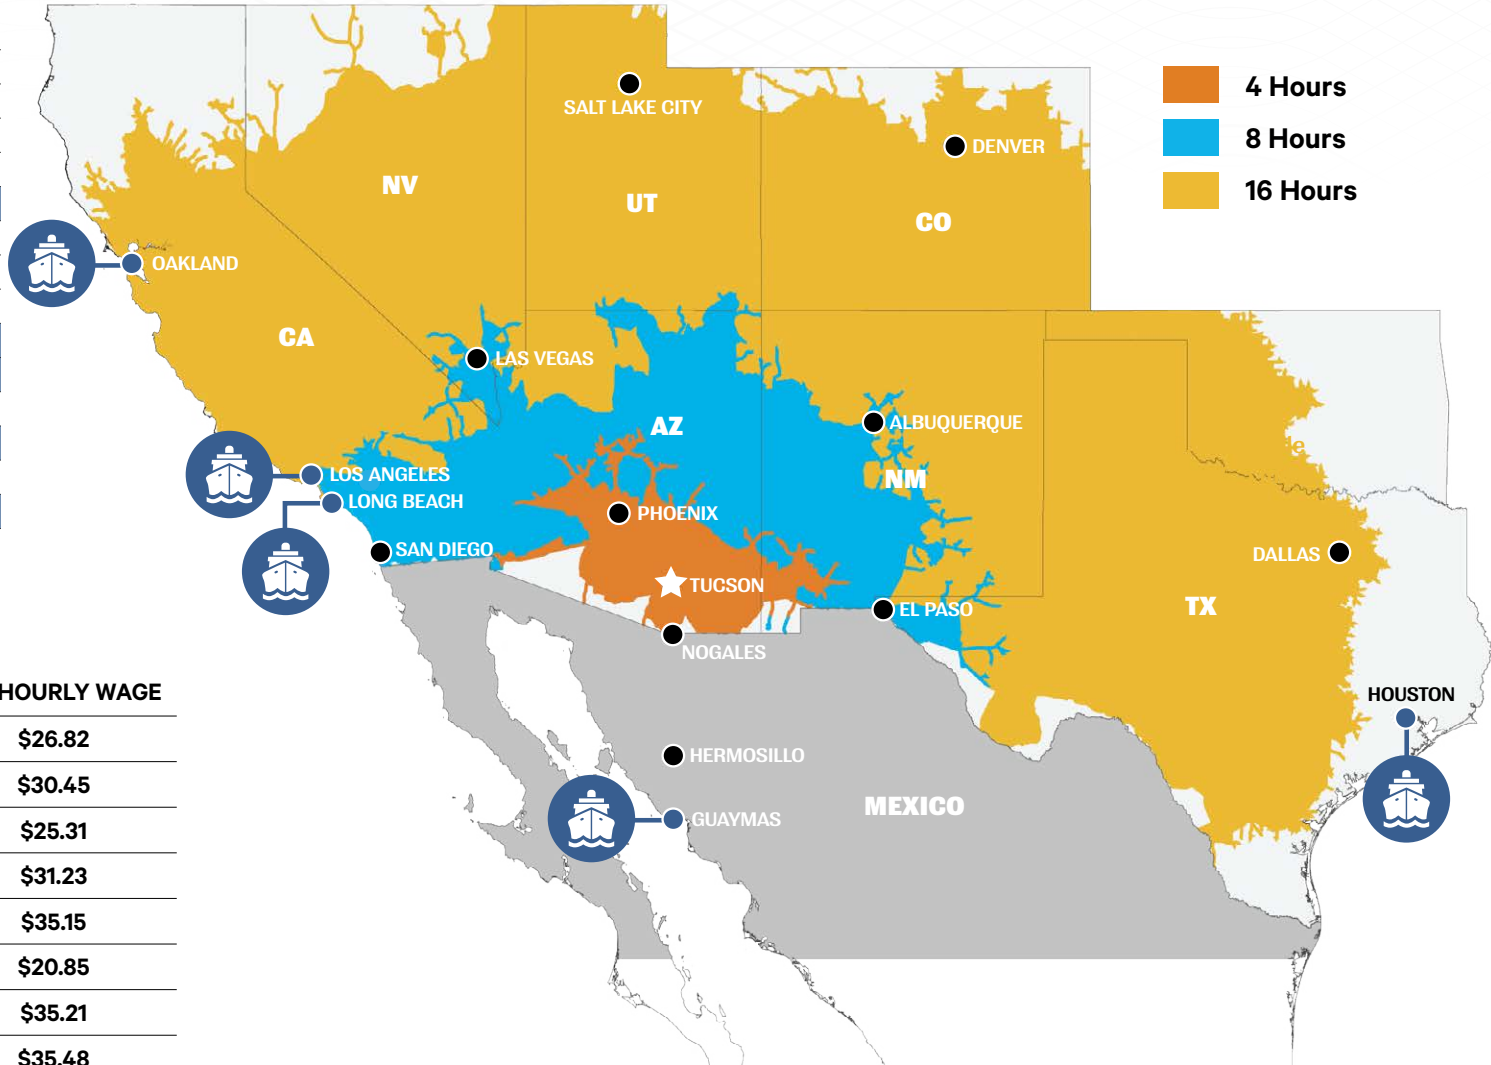 4 Hours
8 Hours
16 Hours
SALT LAKE CITY
DENVER
NV
UT
CO
OAKLAND
CA
LAS VEGAS
AZ
ALBUQUERQUE
NM
LOS ANGELES
LONG BEACH
PHOENIX
SAN DIEGO
DALLAS
TUCSON
EL PASO
TX
NOGALES
HOUSTON
HERMOSILLO
MEXICO
GUAYMAS
HOURLY WAGE
$26.82
$30.45
$25.31
$31.23
$35.15
$20.85
$35.21
$35.48